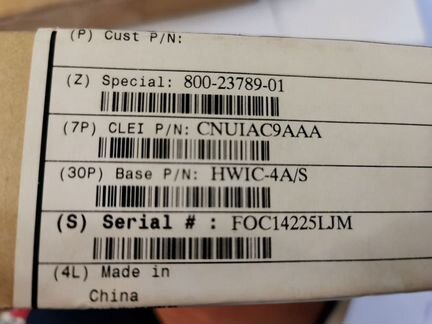 (P) Cust P/N:
(Z) Special: 800-23789-01
(7P) CLEI P/N: CNUIAC9AAA
(30P) Base P/N: HWIC-4A/S
(S) Serial # : FOC14225LJM
(4L) Made in
China